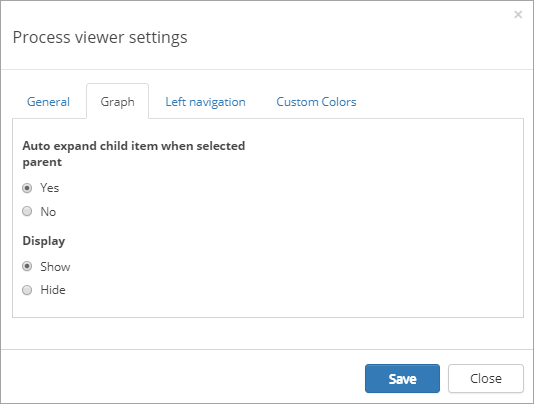 Process viewer settings
General Graph Left navigation Custom Colors
Auto expand child item when selected
parent
Yes
No
Display
Show
Hide
Save Close